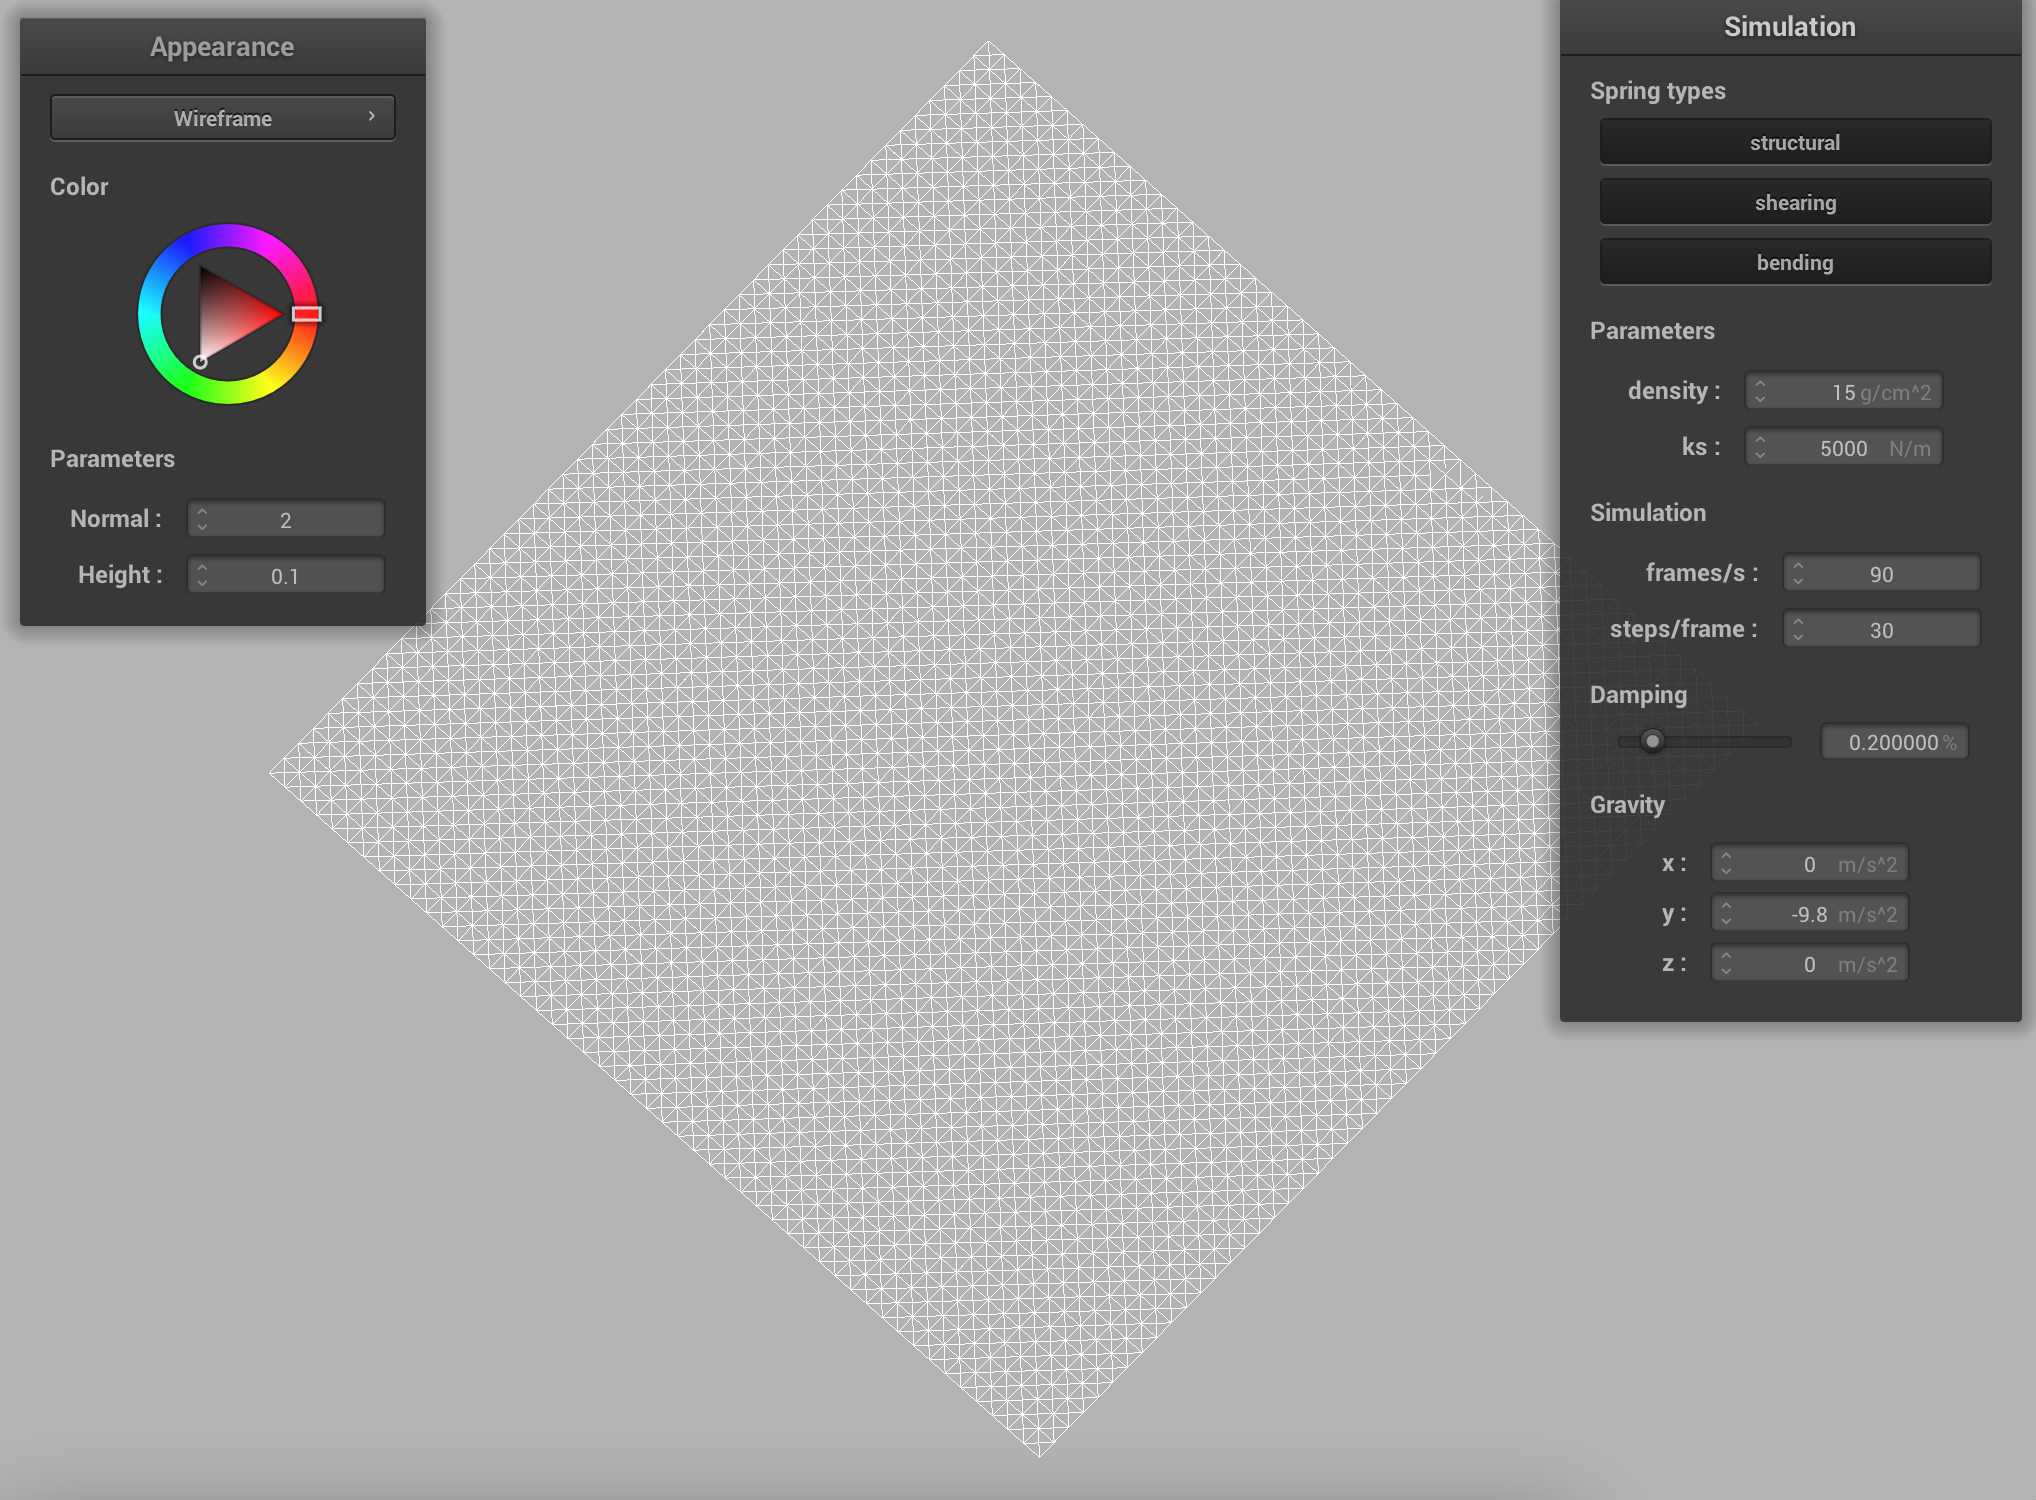 Appearance
Wireframe
Color
Parameters
Normal : 2
Height : 0.1
Simulation
Spring types
structural
shearing
bending
Parameters
density : 15 g/cm^2
ks : 5000 N/m
Simulation
frames/s : 90
steps/frame : 30
Damping
0.200000 %
Gravity
x : 0 m/s^2
y : -9.8 m/s^2
z : 0 m/s^2